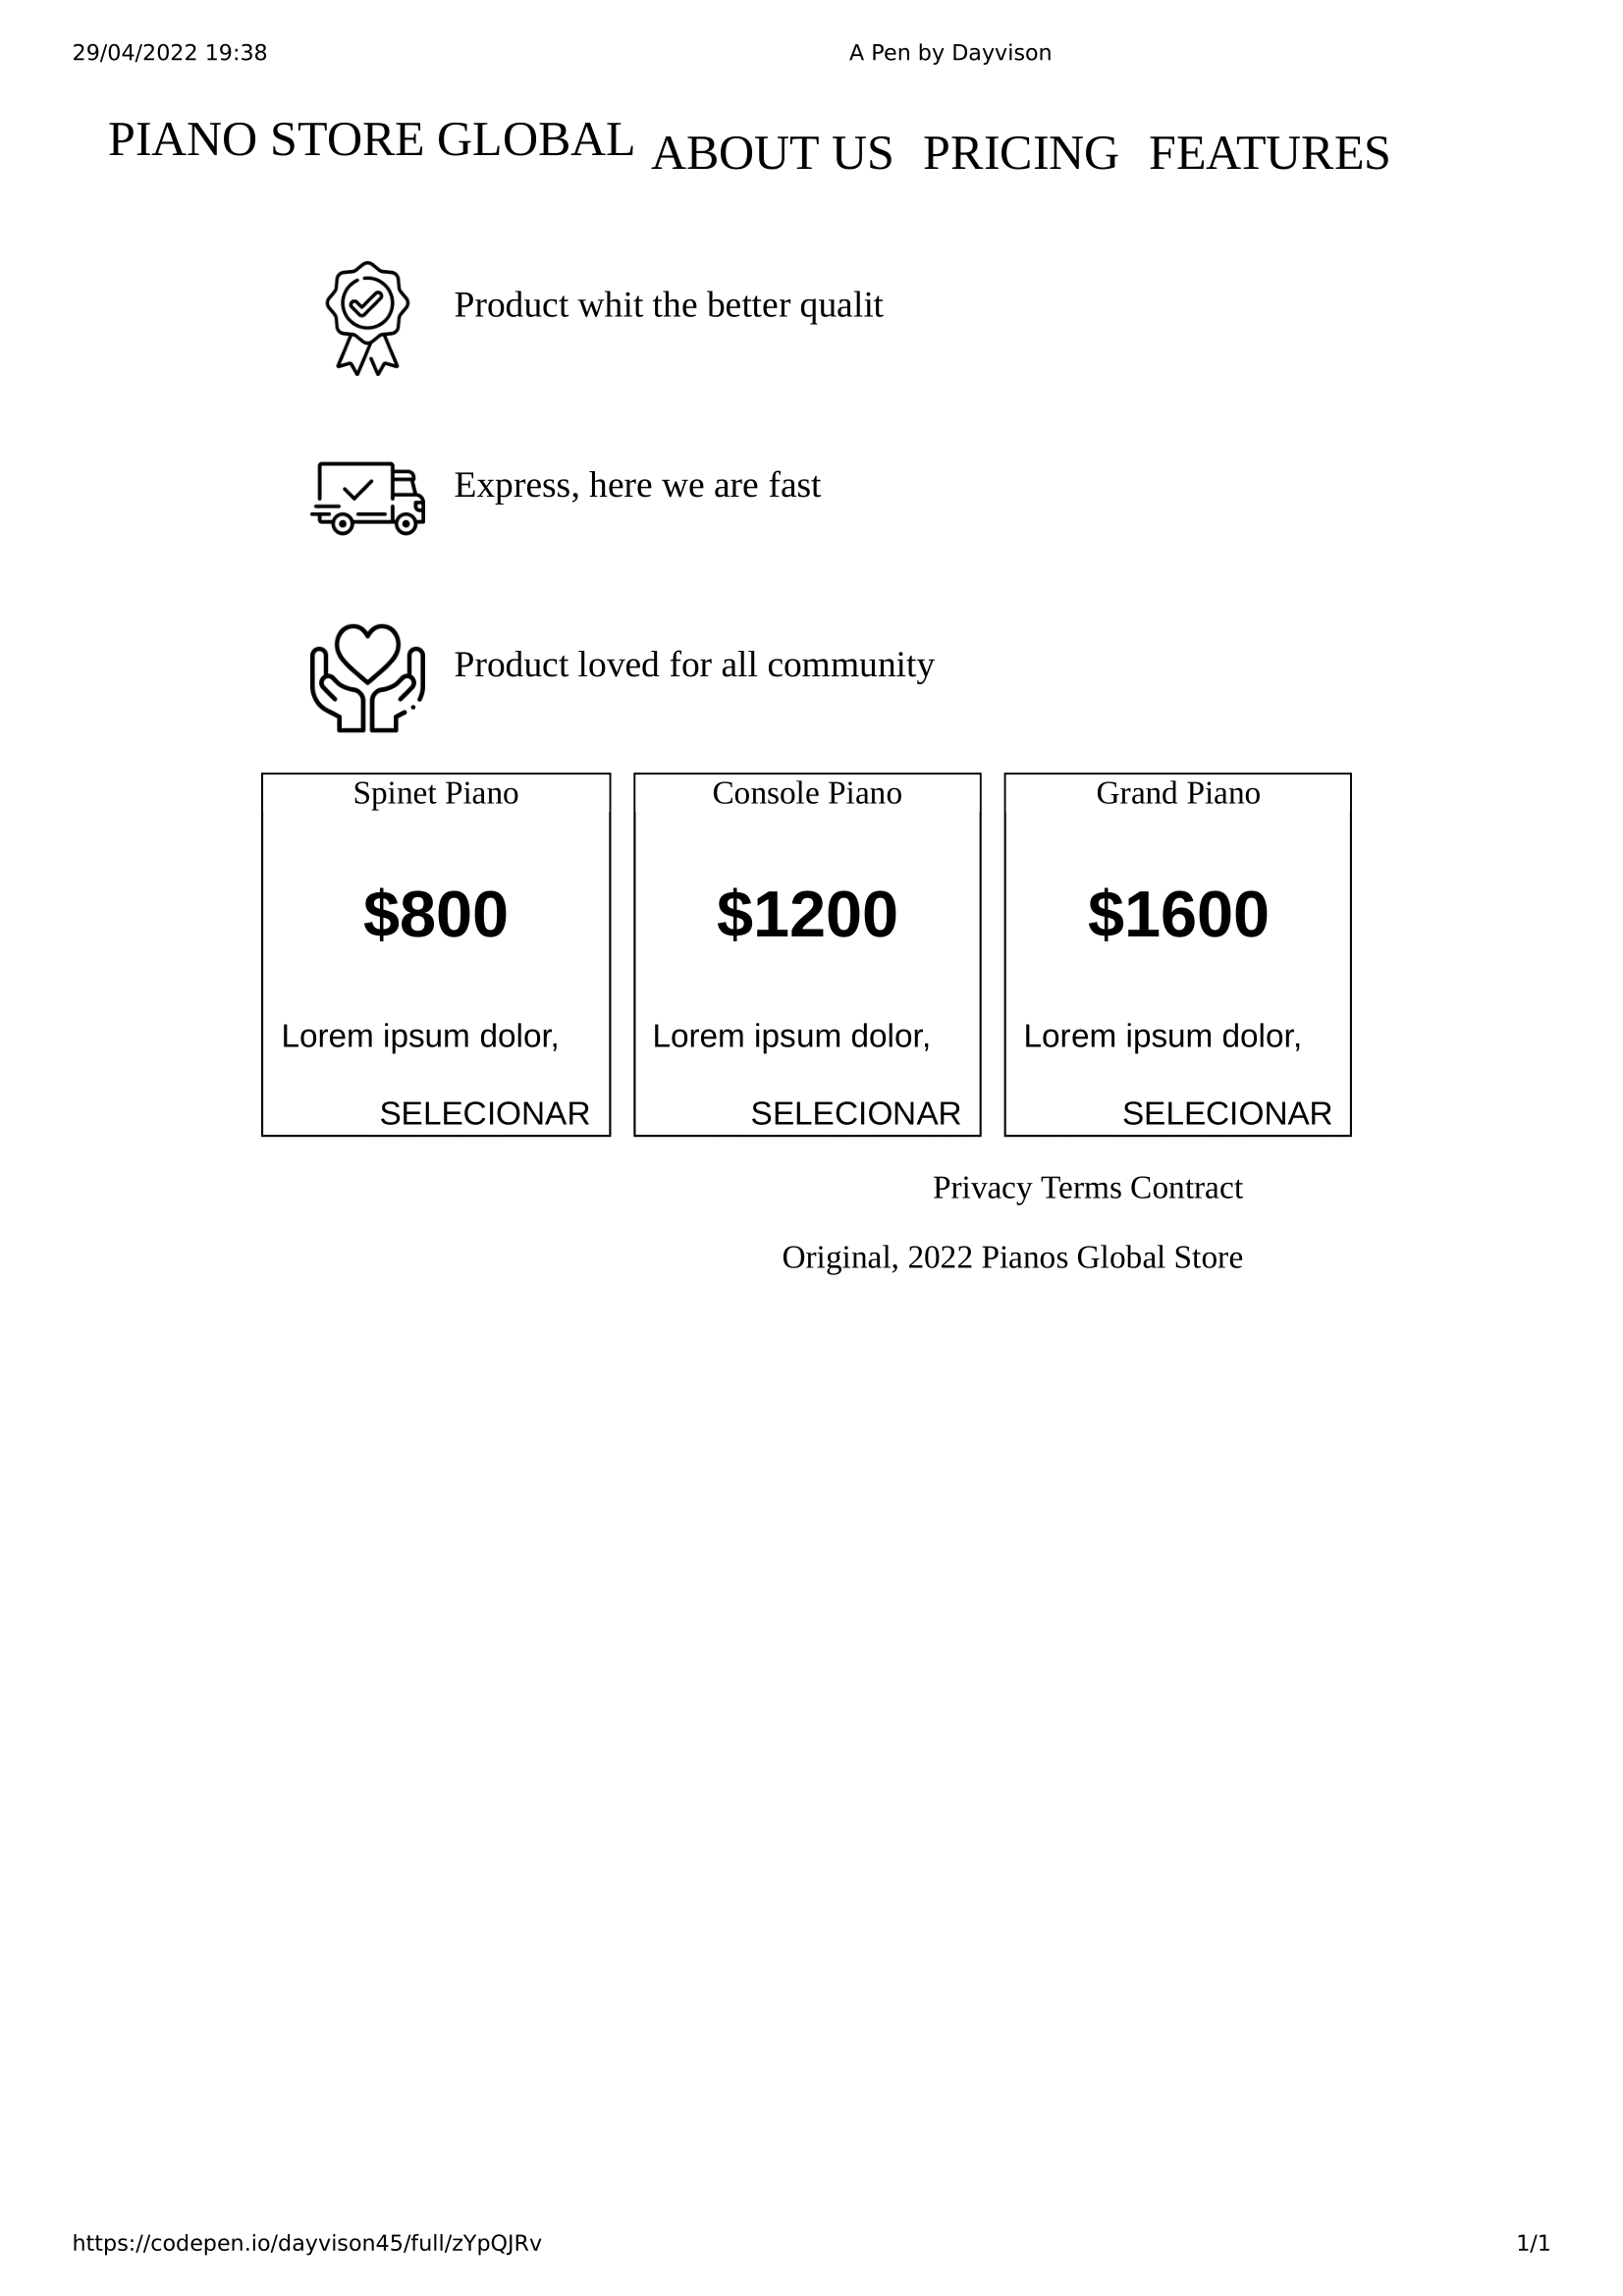 29/04/2022 19:38 A Pen by Dayvison
PIANO STORE GLOBAL ABOUT US PRICING FEATURES
Product whit the better qualit
Express, here we are fast
Product loved for all community
Spinet Piano
$800
Lorem ipsum dolor,
SELECIONAR
Console Piano
$1200
Lorem ipsum dolor,
SELECIONAR
Grand Piano
$1600
Lorem ipsum dolor,
SELECIONAR
Privacy Terms Contract
Original, 2022 Pianos Global Store
https://codepen.io/dayvison45/full/zYpQJRv 1/1